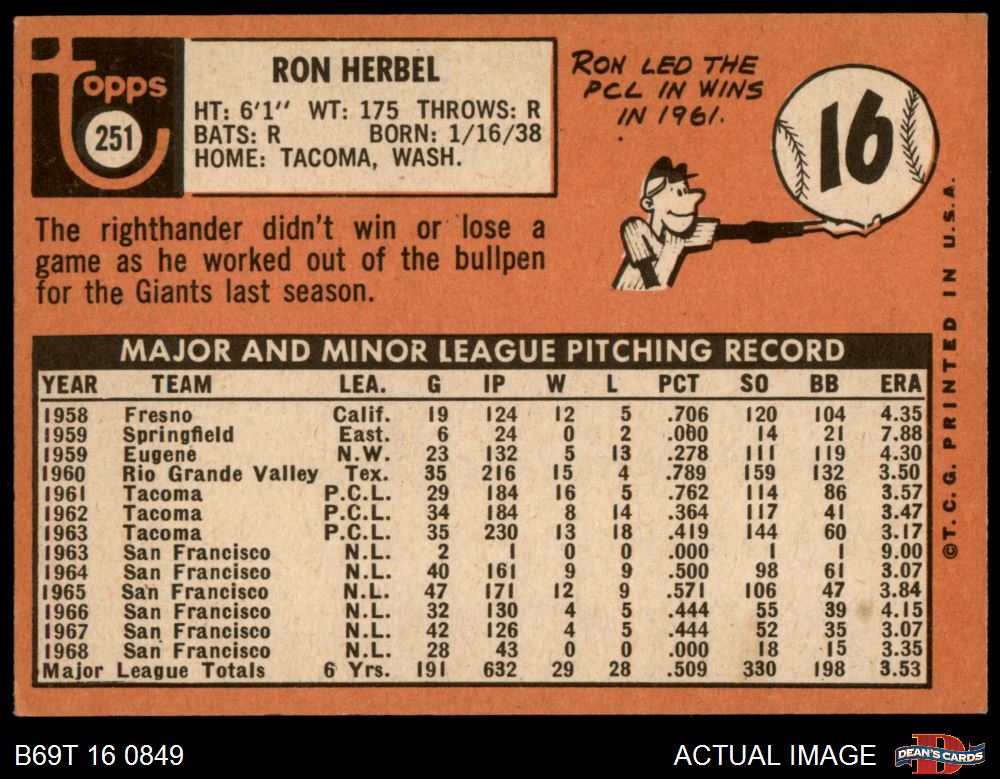 Topps
251
RON HERBEL
HT: 6'1'' WT: 175 THROWS: R
BATS: R BORN: 1/16/38
HOME: TACOMA, WASH.
RON LED THE
PCL IN WINS
IN 1961.
16
The righthander didn't win or lose a
game as he worked out of the bullpen
for the Giants last season.
MAJOR AND MINOR LEAGUE PITCHING RECORD
YEAR TEAM LEA. G IP W L PCT SO BB ERA
1958 Fresno Calif. 19 124 12 5 .706 120 104 4.35
1959 Springfield East. 6 24 0 2 .000 14 21 7.88
1959 Eugene N.W. 23 132 5 13 .278 111 119 4.30
1960 Rio Grande Valley Tex. 35 216 15 4 .789 159 132 3.50
1961 Tacoma P.C.L. 29 184 16 5 .762 114 86 3.57
1962 Tacoma P.C.L. 34 184 8 14 .364 117 41 3.47
1963 Tacoma P.C.L. 35 230 13 18 .419 144 60 3.17
1963 San Francisco N.L. 2 1 0 0 .000 1 1 9.00
1964 San Francisco N.L. 40 161 9 9 .500 98 61 3.07
1965 San Francisco N.L. 47 171 12 9 .571 106 47 3.84
1966 San Francisco N.L. 32 130 4 5 .444 55 39 4.15
1967 San Francisco N.L. 42 126 4 5 .444 52 35 3.07
1968 San Francisco N.L. 28 43 0 0 .000 18 15 3.35
Major League Totals 6 Yrs. 191 632 29 28 .509 330 198 3.53
©T.C.G. PRINTED IN U.S.A.
B69T 16 0849
ACTUAL IMAGE
DEAN'S CARDS